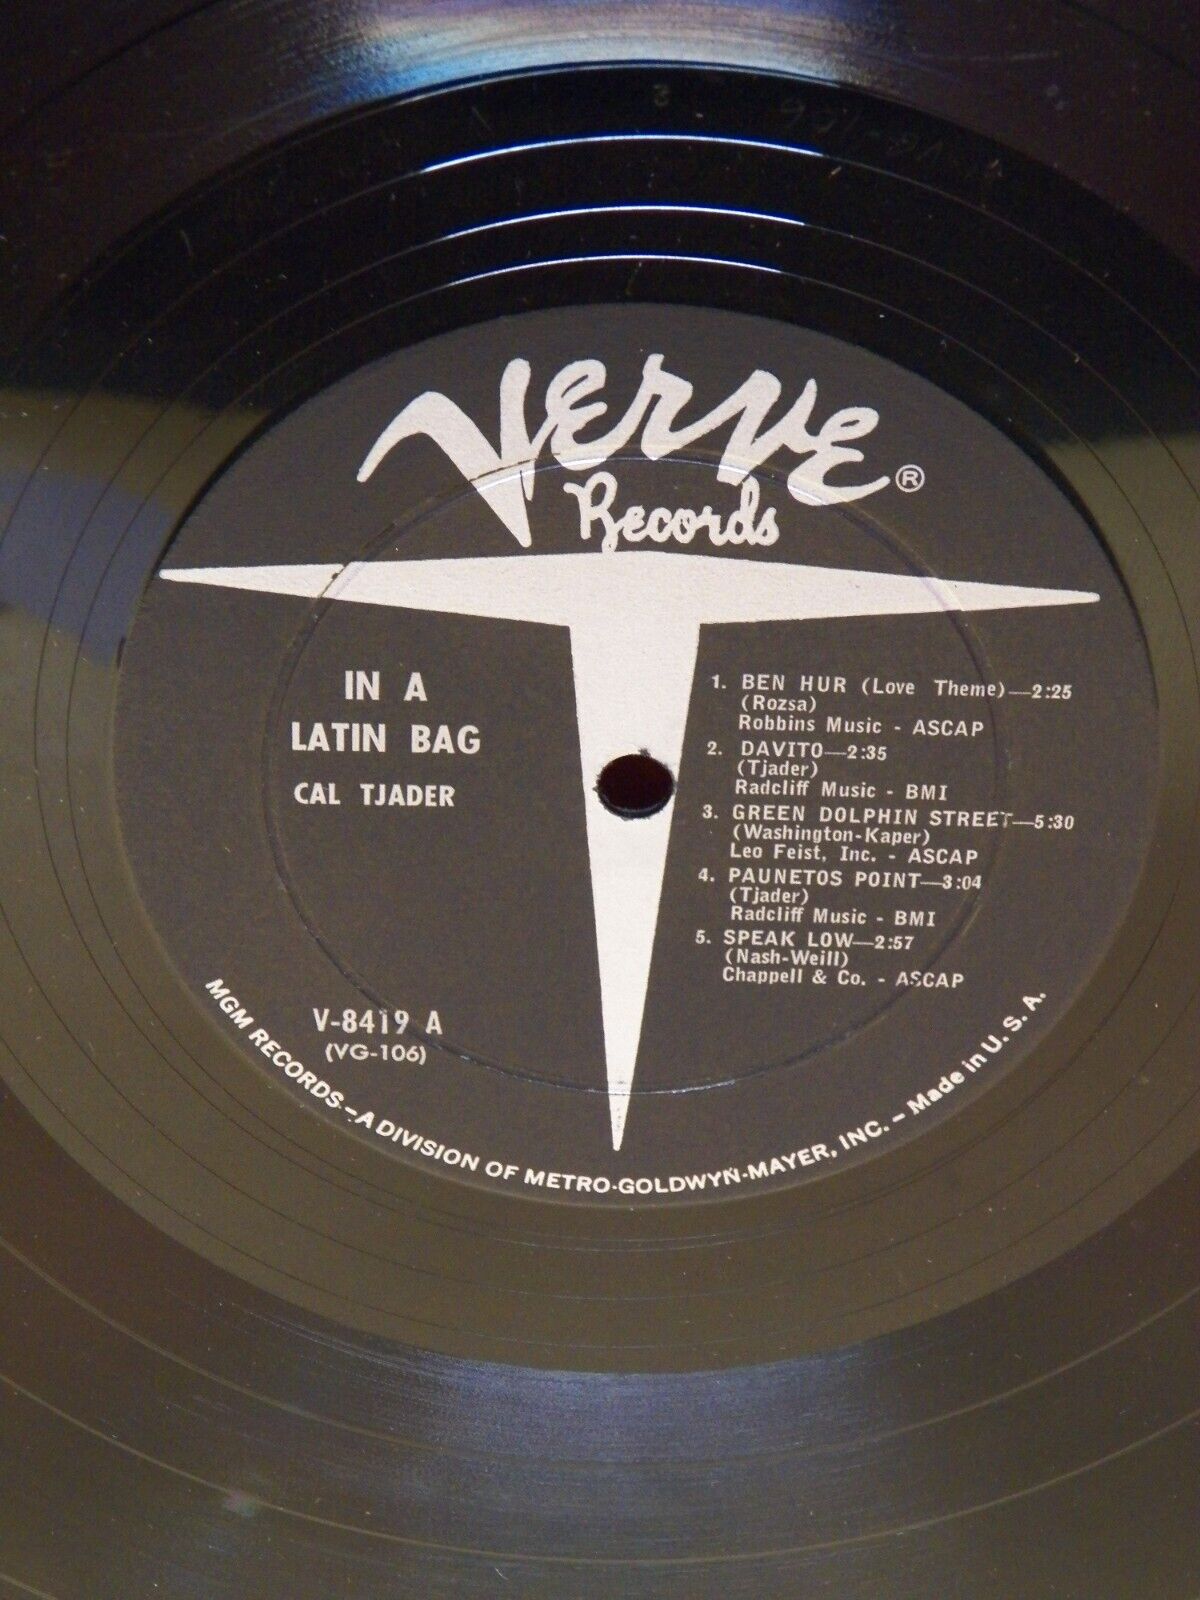 Verve ®
Records
IN A
LATIN BAG
CAL TJADER
1. BEN HUR (Love Theme)—2:25
(Rozsa)
Robbins Music - ASCAP
2. DAVITO—2:35
(Tjader)
Radcliff Music - BMI
3. GREEN DOLPHIN STREET—5:30
(Washington-Kaper)
Leo Feist, Inc. - ASCAP
4. PAUNETOS POINT—3:04
(Tjader)
Radcliff Music - BMI
5. SPEAK LOW—2:57
(Nash-Weill)
Chappell & Co. - ASCAP
V-8419 A
(VG-106)
MGM RECORDS—A DIVISION OF METRO-GOLDWYN-MAYER, INC. – Made in U. S. A.